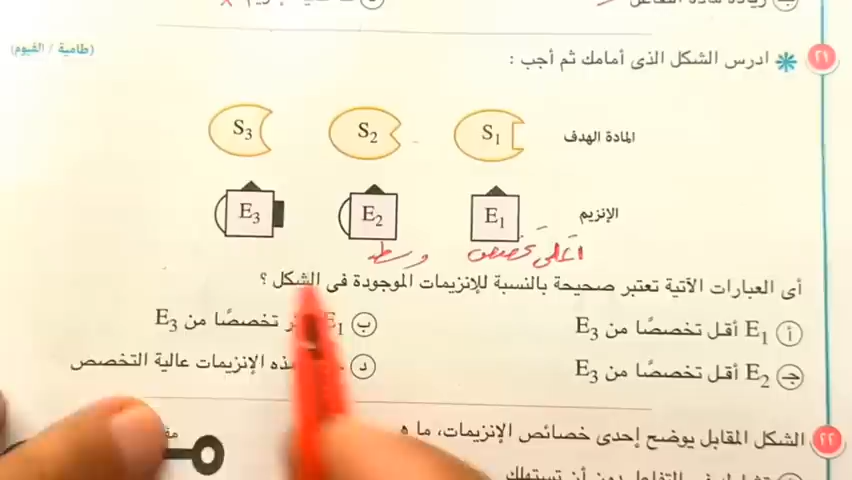 ٢١ ادرس الشكل الذى أمامك ثم أجب : (طامية / الفيوم)
المادة الهدف S1 S2 S3
الإنزيم E1 E2 E3
أعلى تخصص وسط
أى العبارات الآتية تعتبر صحيحة بالنسبة للإنزيمات الموجودة فى الشكل ؟
أ E1 أقل تخصصًا من E3 ب E1 تخصصًا من E3
جـ E2 أقل تخصصًا من E3 د هذه الإنزيمات عالية التخصص
٢٢ الشكل المقابل يوضح إحدى خصائص الإنزيمات، ما